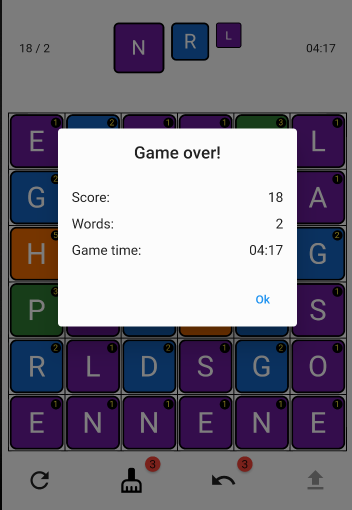 18 / 2 N R L 04:17
E 1 2 1 1 3 L 1
Game over!
G 2 A 1
Score: 18
Words: 2
H 5 G 2
Game time: 04:17
P 3 S 1
Ok
R 2 L 1 D 2 S 1 G 2 O 1
E 1 N 1 N 1 E 1 N 1 E 1
3 3